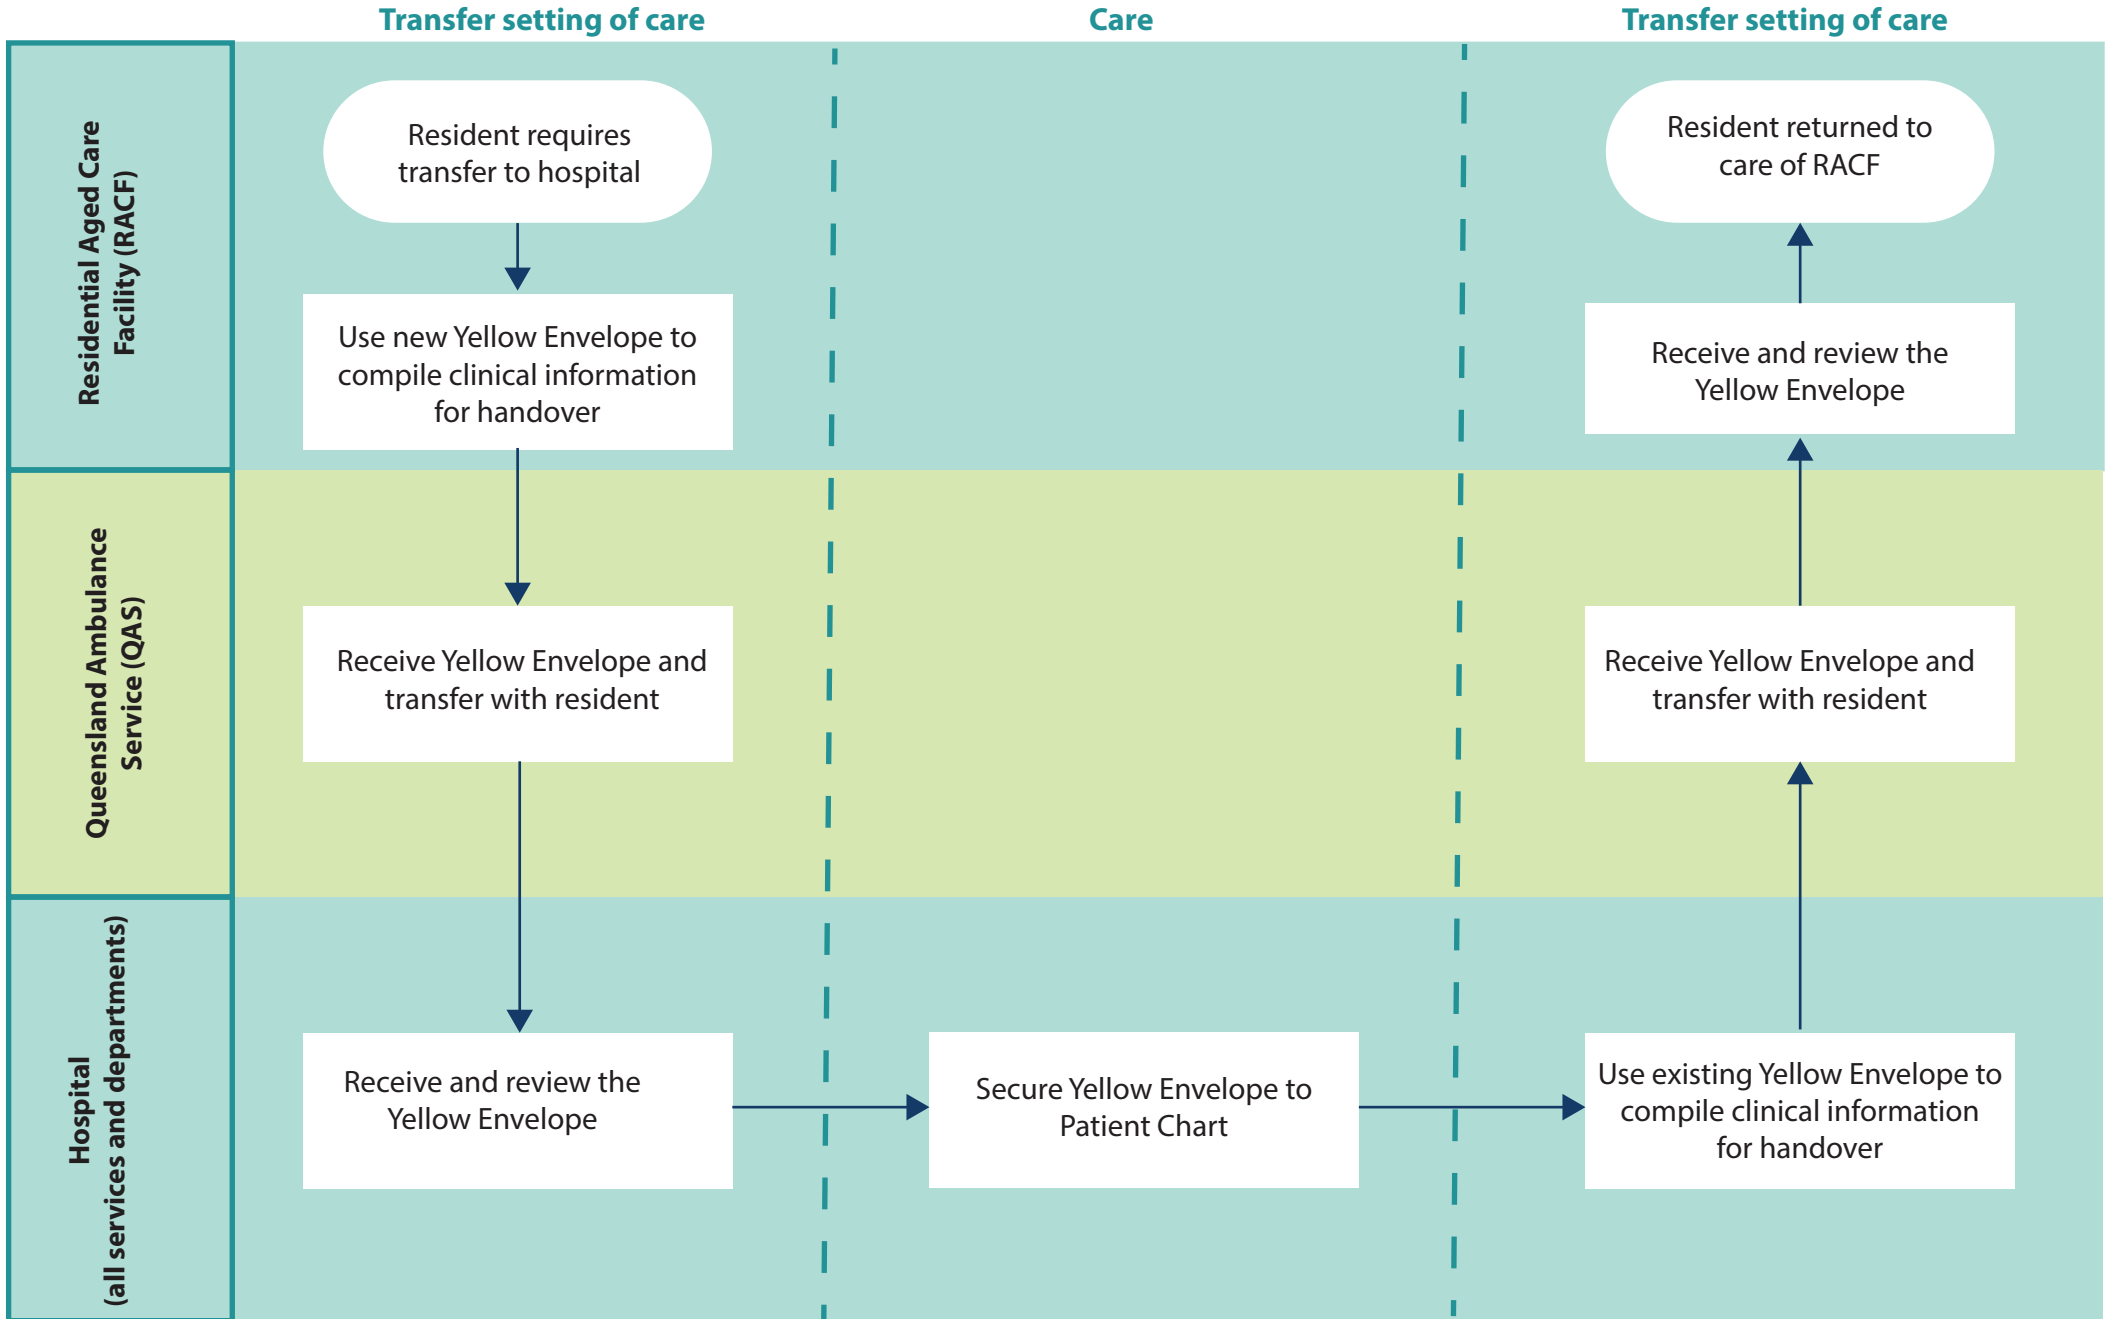 Transfer setting of care
Care
Transfer setting of care
Residential Aged Care
Facility (RACF)
Resident requires
transfer to hospital
Use new Yellow Envelope to
compile clinical information
for handover
Resident returned to
care of RACF
Receive and review the
Yellow Envelope
Queensland Ambulance
Service (QAS)
Receive Yellow Envelope and
transfer with resident
Receive Yellow Envelope and
transfer with resident
Hospital
(all services and departments)
Receive and review the
Yellow Envelope
Secure Yellow Envelope to
Patient Chart
Use existing Yellow Envelope to
compile clinical information
for handover